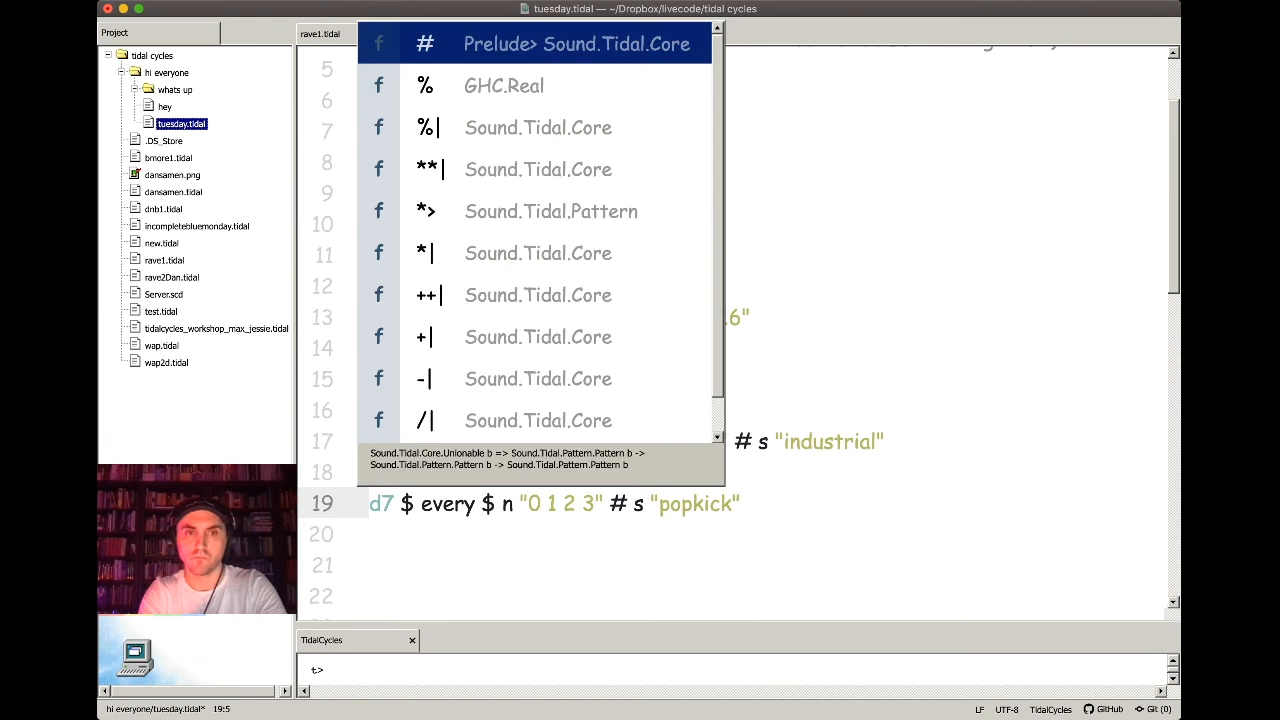 tuesday.tidal — ~/Dropbox/livecode/tidal cycles
Project
rave1.tidal
tidal cycles
hi everyone
whats up
hey
tuesday.tidal
.DS_Store
bmore1.tidal
dansamen.png
dansamen.tidal
dnb1.tidal
incompletebluemonday.tidal
new.tidal
rave1.tidal
rave2Dan.tidal
Server.scd
test.tidal
tidalcycles_workshop_max_jessie.tidal
wap.tidal
wap2d.tidal
f # Prelude> Sound.Tidal.Core
f % GHC.Real
f %| Sound.Tidal.Core
f **| Sound.Tidal.Core
f *> Sound.Tidal.Pattern
f *| Sound.Tidal.Core
f ++| Sound.Tidal.Core
f +| Sound.Tidal.Core
f -| Sound.Tidal.Core
f /| Sound.Tidal.Core
Sound.Tidal.Core.Unionable b => Sound.Tidal.Pattern.Pattern b ->
Sound.Tidal.Pattern.Pattern b -> Sound.Tidal.Pattern.Pattern b
5
6
7
8
9
10
11
12
13 .6"
14
15
16
17 # s "industrial"
18
19 d7 $ every $ n "0 1 2 3" # s "popkick"
20
21
22
TidalCycles
t>
hi everyone/tuesday.tidal* 19:5 LF UTF-8 TidalCycles GitHub Git (0)